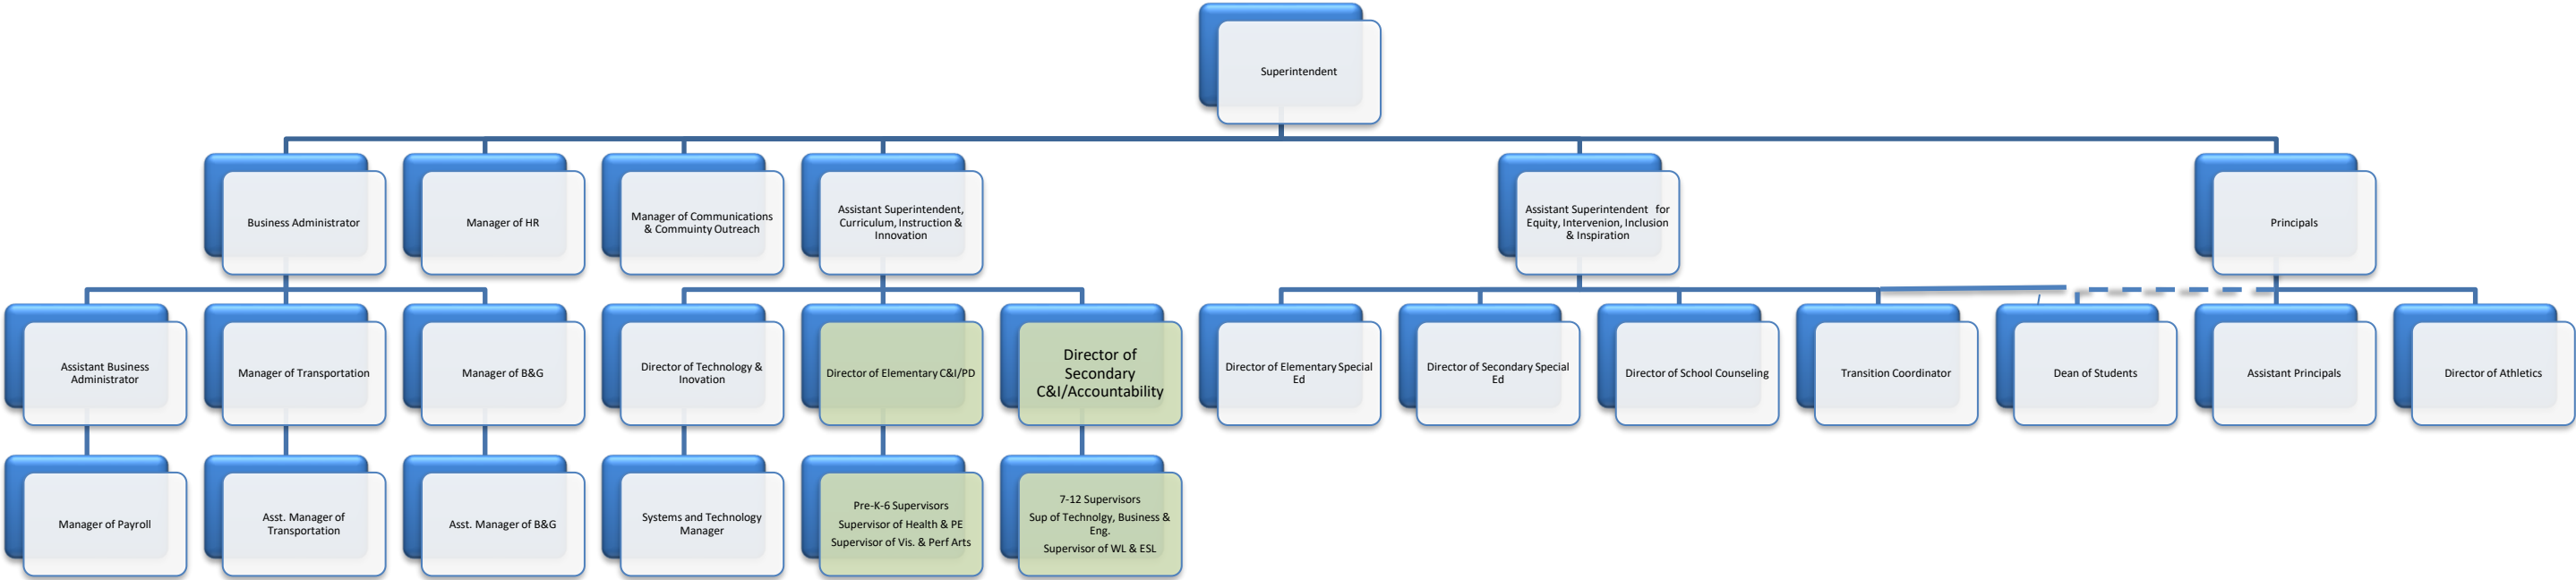 Superintendent
Business Administrator
Manager of HR
Manager of Communications
& Commuinty Outreach
Assistant Superintendent,
Curriculum, Instruction &
Innovation
Assistant Superintendent for
Equity, Intervenion, Inclusion
& Inspiration
Principals
Assistant Business
Administrator
Manager of Transportation
Manager of B&G
Director of Technology &
Inovation
Director of Elementary C&I/PD
Director of
Secondary
C&I/Accountability
Director of Elementary Special
Ed
Director of Secondary Special
Ed
Director of School Counseling
Transition Coordinator
Dean of Students
Assistant Principals
Director of Athletics
Manager of Payroll
Asst. Manager of
Transportation
Asst. Manager of B&G
Systems and Technology
Manager
Pre-K-6 Supervisors
Supervisor of Health & PE
Supervisor of Vis. & Perf Arts
7-12 Supervisors
Sup of Technolgy, Business &
Eng.
Supervisor of WL & ESL